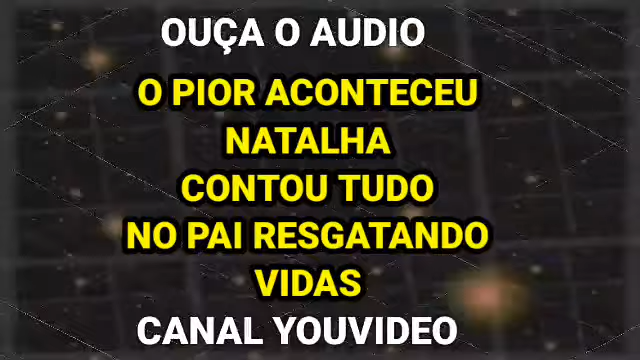 OUÇA O AUDIO
O PIOR ACONTECEU
NATALHA
CONTOU TUDO
NO PAI RESGATANDO
VIDAS
CANAL YOUVIDEO